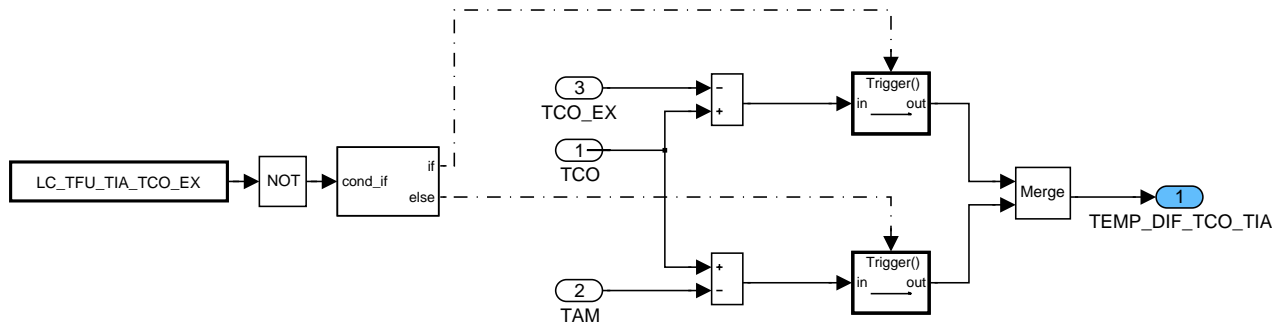 Trigger()
in out
3
TCO_EX
−
+
1
TCO
LC_TFU_TIA_TCO_EX
NOT
cond_if
if
else
Merge
1
TEMP_DIF_TCO_TIA
+
−
2
TAM
Trigger()
in out